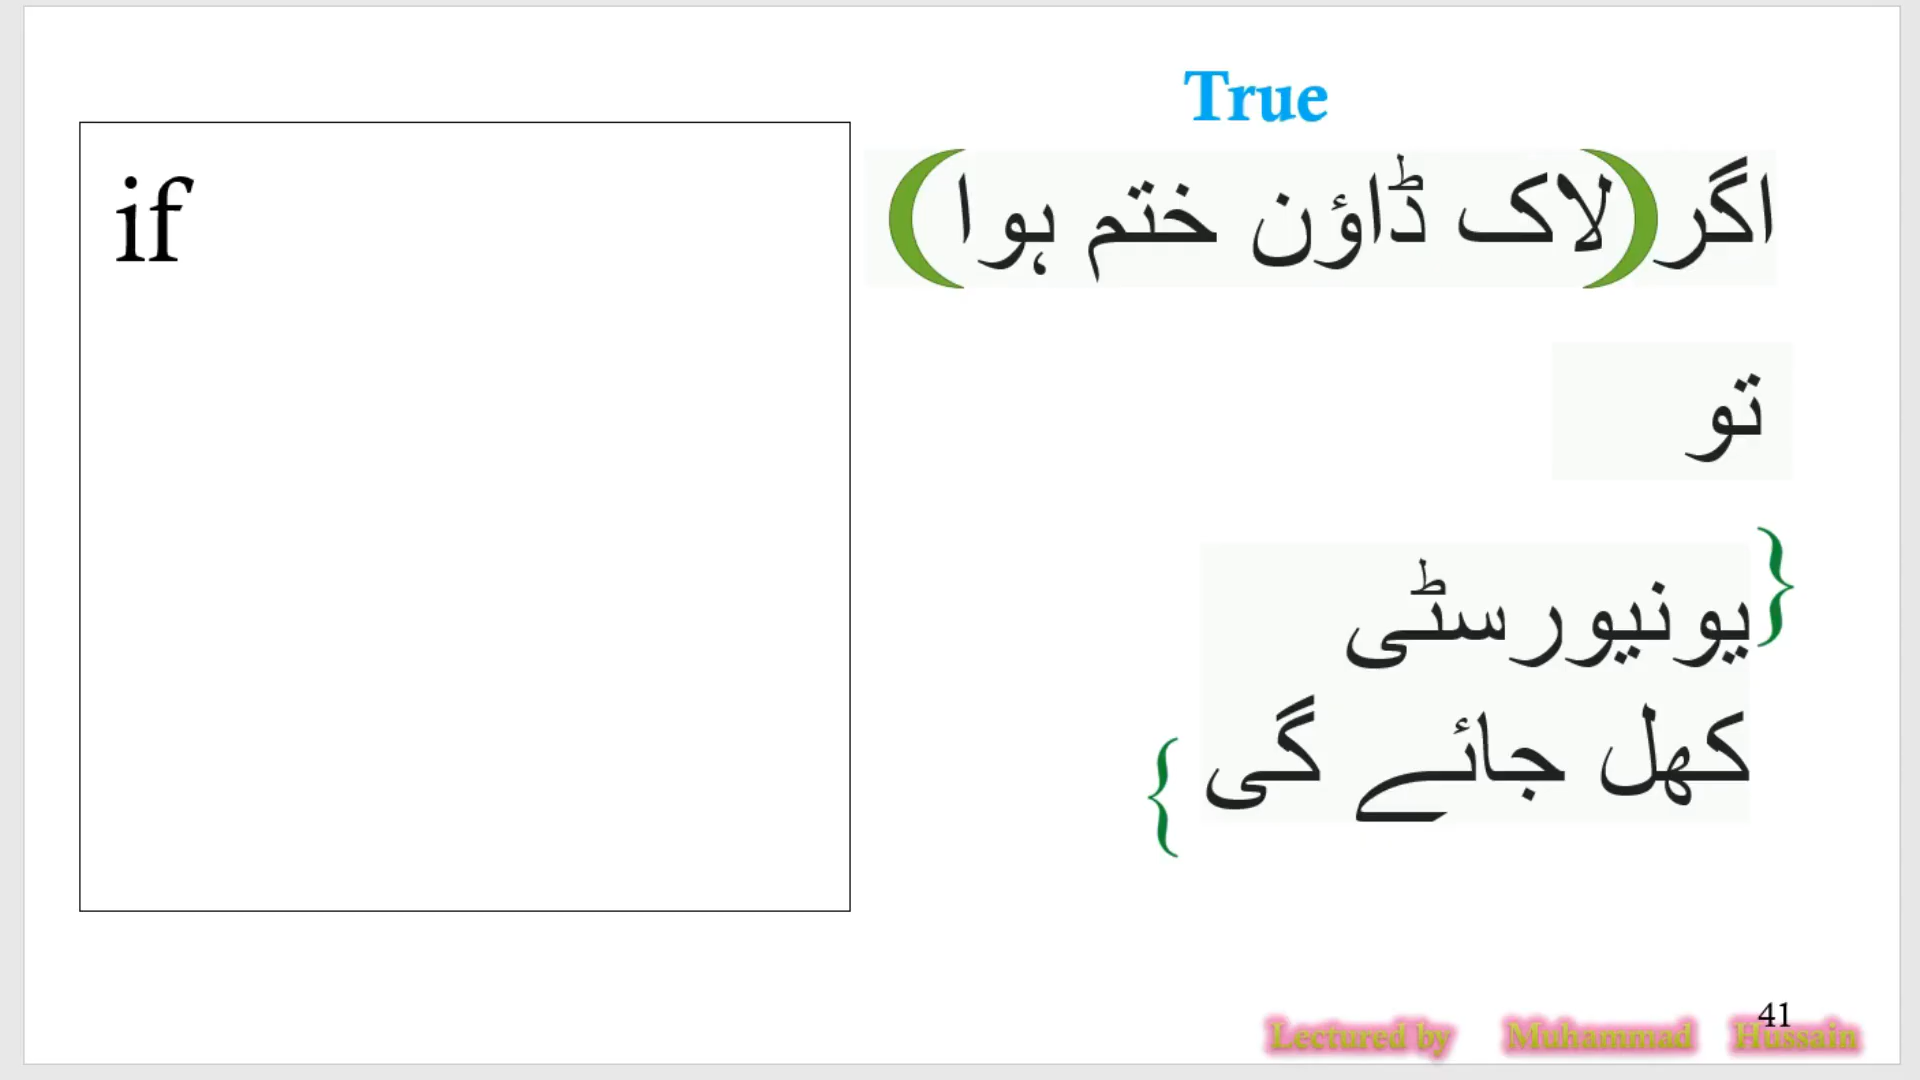 True
if
اگر(لاک ڈاؤن ختم ہوا)
تو
{یونیورسٹی
کھل جائے گی}
41
Lectured by Muhammad Hussain